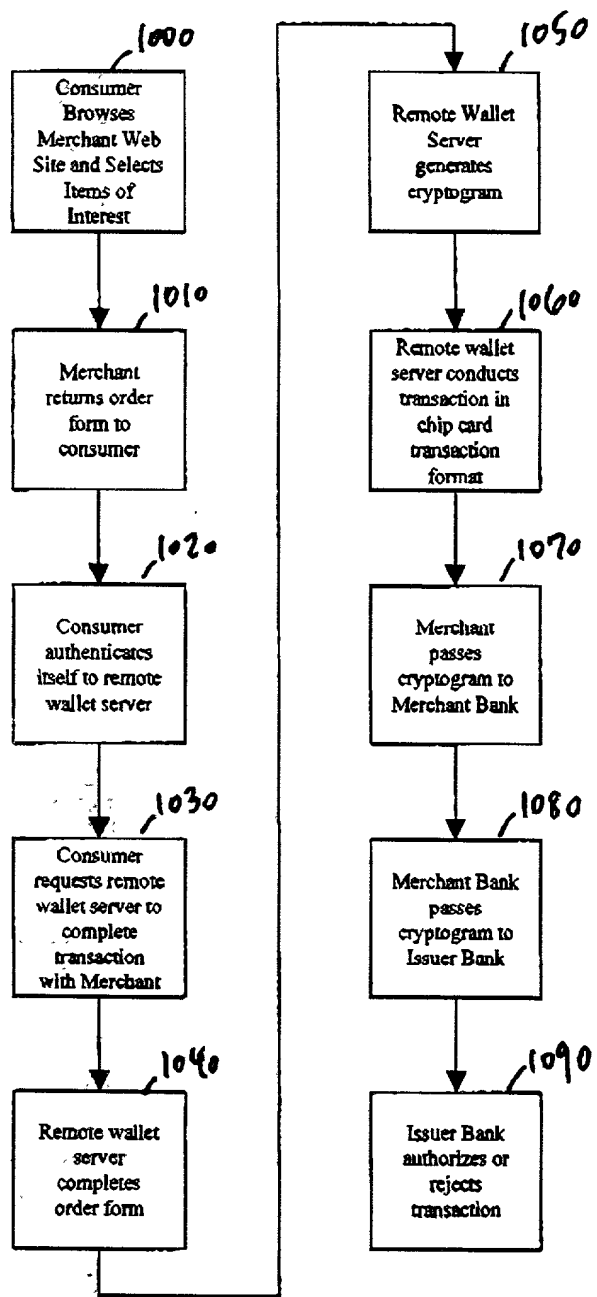 1000
Consumer
Browses
Merchant Web
Site and Selects
Items of
Interest
1010
Merchant
returns order
form to
consumer
1020
Consumer
authenticates
itself to remote
wallet server
1030
Consumer
requests remote
wallet server to
complete
transaction
with Merchant
1040
Remote wallet
server
completes
order form
1050
Remote Wallet
Server
generates
cryptogram
1060
Remote wallet
server conducts
transaction in
chip card
transaction
format
1070
Merchant
passes
cryptogram to
Merchant Bank
1080
Merchant Bank
passes
cryptogram to
Issuer Bank
1090
Issuer Bank
authorizes or
rejects
transaction